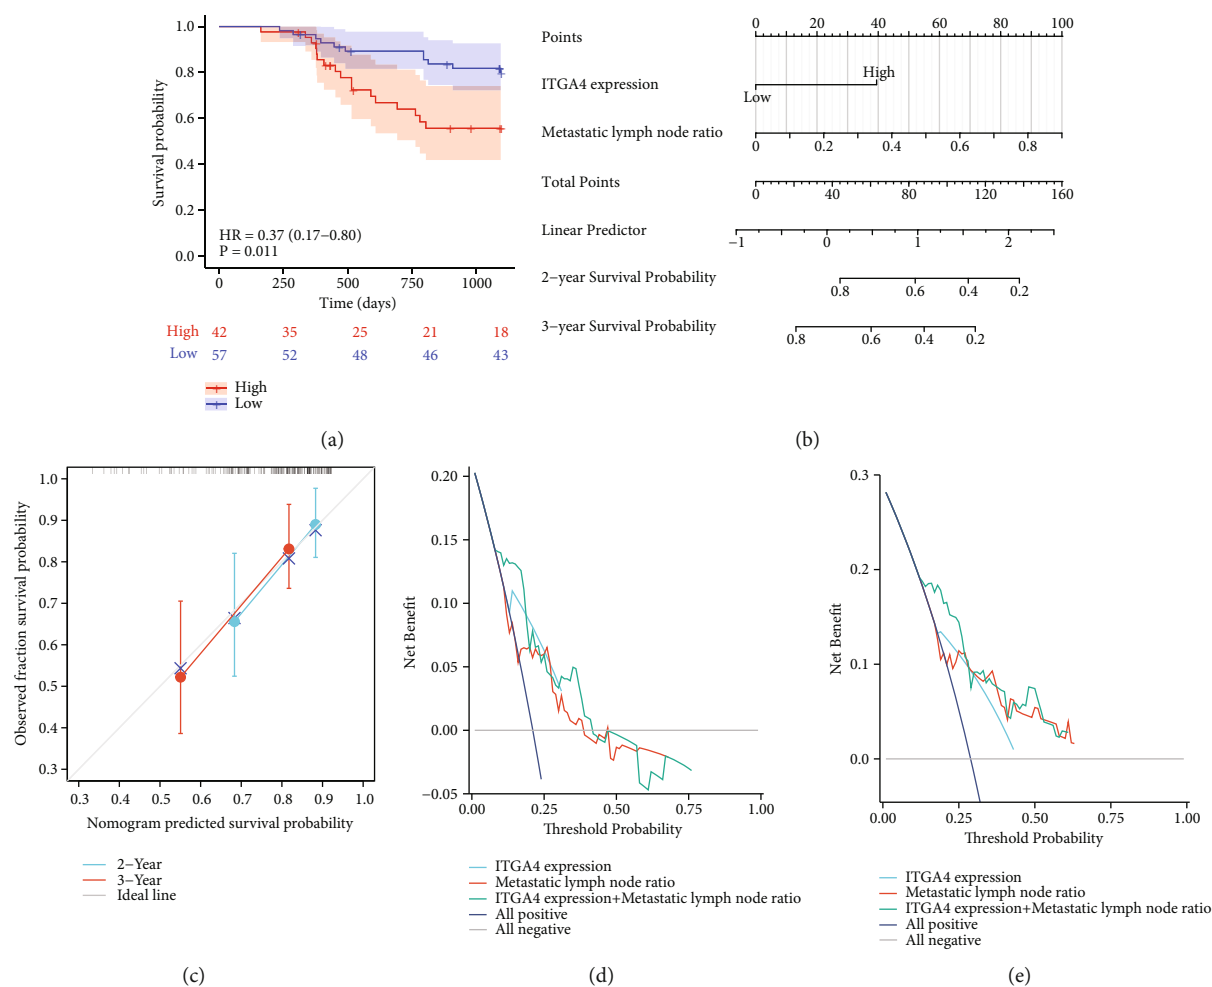 1.0
0.8
0.6
0.4
0.2
0.0
Survival probability
HR = 0.37 (0.17−0.80)
P = 0.011
0 250 500 750 1000
Time (days)
High 42 35 25 21 18
Low 57 52 48 46 43
High
Low
(a)
0 20 40 60 80 100
Points
ITGA4 expression
High
Low
Metastatic lymph node ratio
0 0.2 0.4 0.6 0.8
Total Points
0 40 80 120 160
Linear Predictor
−1 0 1 2
2−year Survival Probability
0.8 0.6 0.4 0.2
3−year Survival Probability
0.8 0.6 0.4 0.2
(b)
1.0
0.9
0.8
0.7
0.6
0.5
0.4
0.3
Observed fraction survival probability
0.3 0.4 0.5 0.6 0.7 0.8 0.9 1.0
Nomogram predicted survival probability
2−Year
3−Year
Ideal line
(c)
0.20
0.15
0.10
0.05
0.00
−0.05
Net Benefit
0.00 0.25 0.50 0.75 1.00
Threshold Probability
ITGA4 expression
Metastatic lymph node ratio
ITGA4 expression+Metastatic lymph node ratio
All positive
All negative
(d)
0.3
0.2
0.1
0.0
Net Benefit
0.00 0.25 0.50 0.75 1.00
Threshold Probability
ITGA4 expression
Metastatic lymph node ratio
ITGA4 expression+Metastatic lymph node ratio
All positive
All negative
(e)